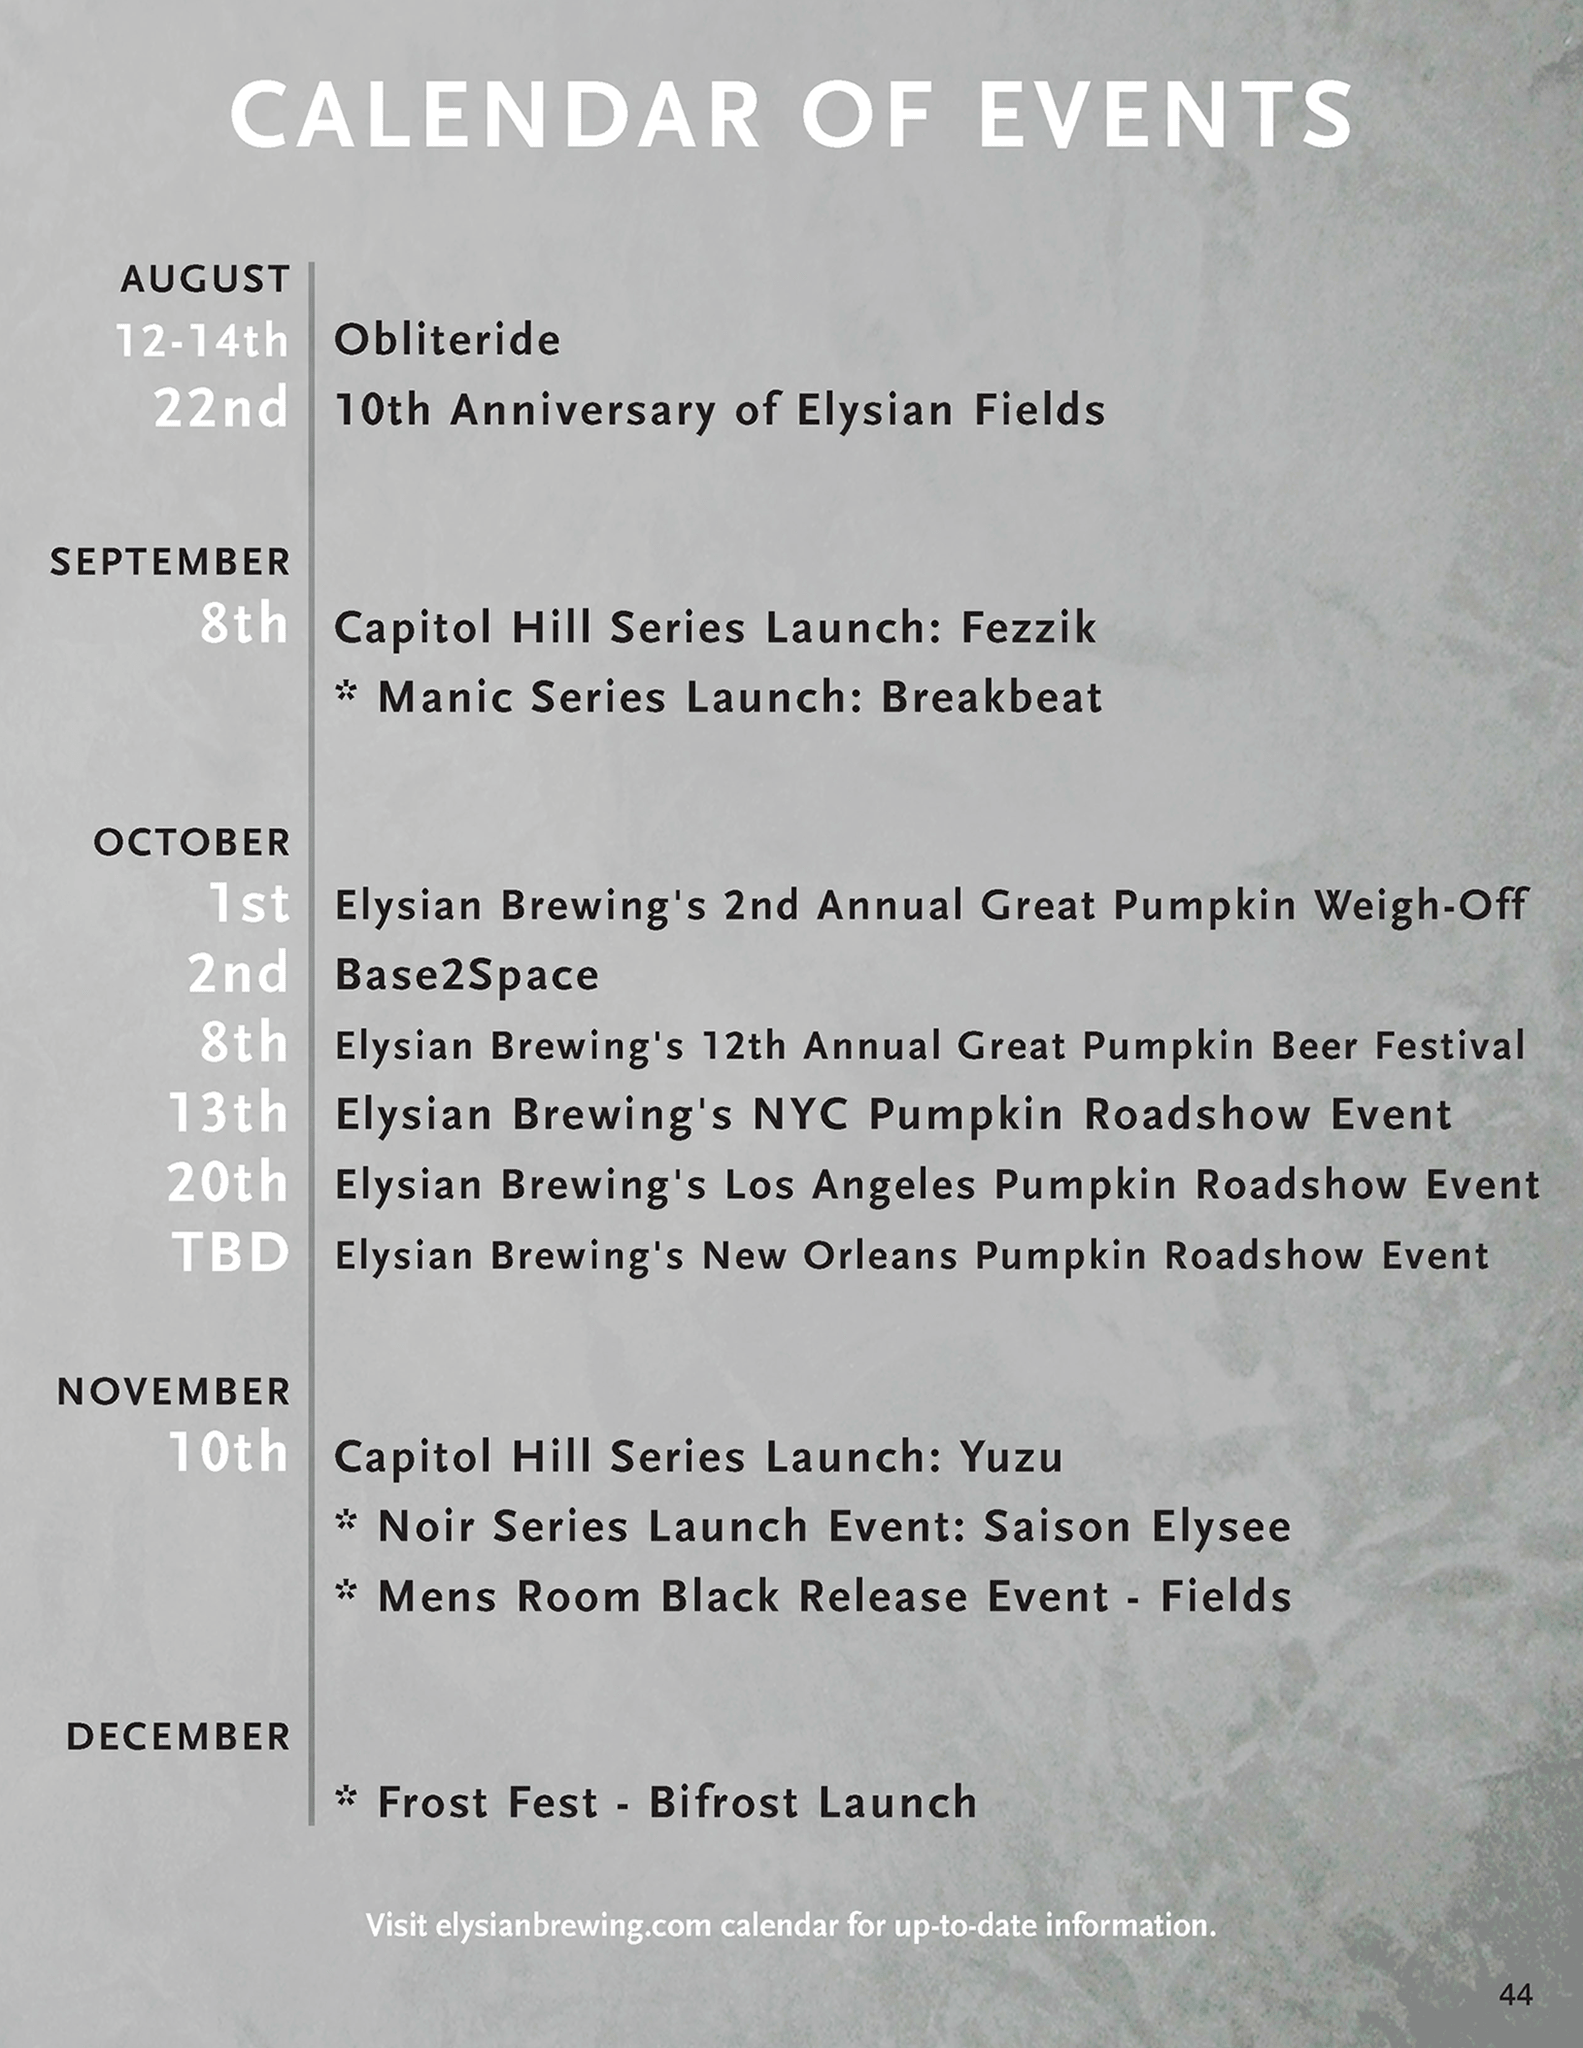 CALENDAR OF EVENTS
AUGUST
12-14th Obliteride
22nd 10th Anniversary of Elysian Fields
SEPTEMBER
8th Capitol Hill Series Launch: Fezzik
* Manic Series Launch: Breakbeat
OCTOBER
1st Elysian Brewing's 2nd Annual Great Pumpkin Weigh-Off
2nd Base2Space
8th Elysian Brewing's 12th Annual Great Pumpkin Beer Festival
13th Elysian Brewing's NYC Pumpkin Roadshow Event
20th Elysian Brewing's Los Angeles Pumpkin Roadshow Event
TBD Elysian Brewing's New Orleans Pumpkin Roadshow Event
NOVEMBER
10th Capitol Hill Series Launch: Yuzu
* Noir Series Launch Event: Saison Elysee
* Mens Room Black Release Event - Fields
DECEMBER
* Frost Fest - Bifrost Launch
Visit elysianbrewing.com calendar for up-to-date information.
44